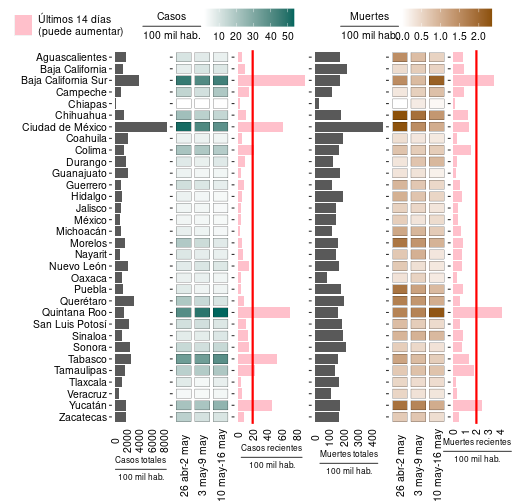 Últimos 14 días
(puede aumentar)
Casos
100 mil hab.
10 20 30 40 50
Muertes
100 mil hab.
0.0 0.5 1.0 1.5 2.0
Aguascalientes
Baja California
Baja California Sur
Campeche
Chiapas
Chihuahua
Ciudad de México
Coahuila
Colima
Durango
Guanajuato
Guerrero
Hidalgo
Jalisco
México
Michoacán
Morelos
Nayarit
Nuevo León
Oaxaca
Puebla
Querétaro
Quintana Roo
San Luis Potosí
Sinaloa
Sonora
Tabasco
Tamaulipas
Tlaxcala
Veracruz
Yucatán
Zacatecas
0 2000 4000 6000 8000
Casos totales
100 mil hab.
26 abr-2 may
3 may-9 may
10 may-16 may
0 20 40 60 80
Casos recientes
100 mil hab.
0 100 200 300 400
Muertes totales
100 mil hab.
26 abr-2 may
3 may-9 may
10 may-16 may
0 1 2 3 4
Muertes recientes
100 mil hab.